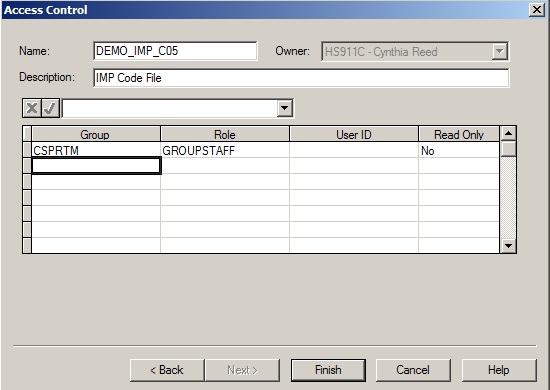 Access Control
Name: DEMO_IMP_C05 Owner: HS911C - Cynthia Reed
Description: IMP Code File
Group Role User ID Read Only
CSPRTM GROUPSTAFF No
< Back Next > Finish Cancel Help